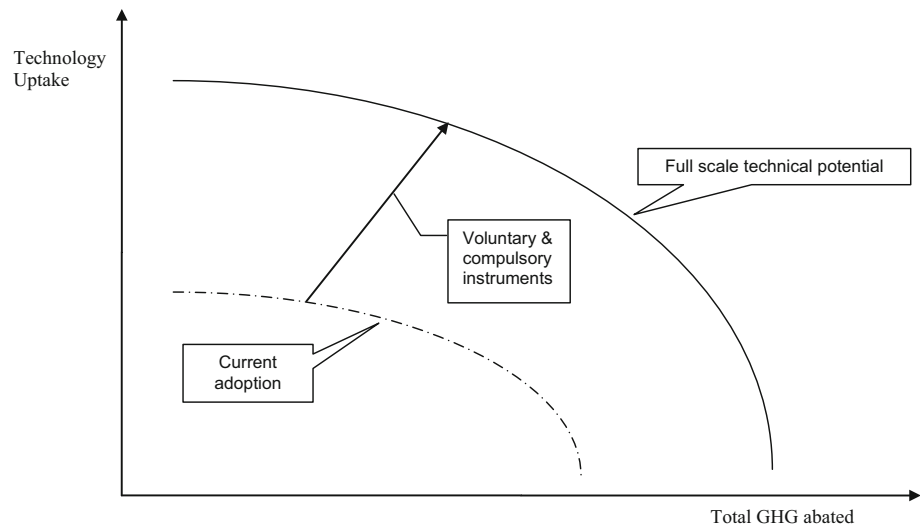 Technology
Uptake
Full scale technical potential
Voluntary &
compulsory
instruments
Current
adoption
Total GHG abated